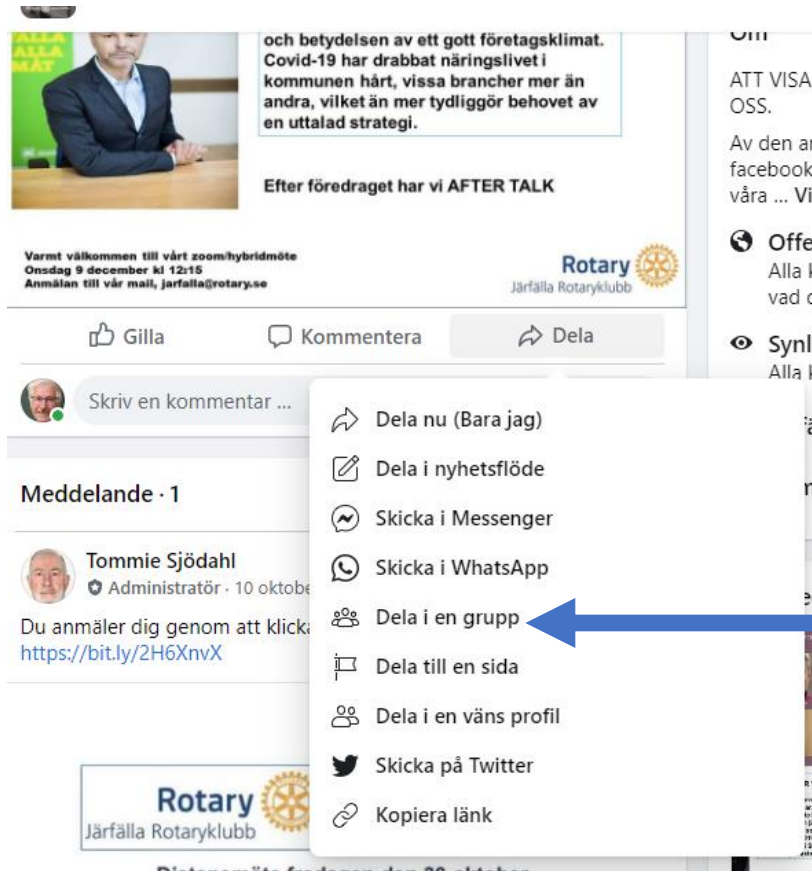 ALLA
ALLA
MÅT
och betydelsen av ett gott företagsklimat.
Covid-19 har drabbat näringslivet i
kommunen hårt, vissa brancher mer än
andra, vilket än mer tydliggör behovet av
en uttalad strategi.
Efter föredraget har vi AFTER TALK
Varmt välkommen till vårt zoom/hybridmöte
Onsdag 9 december kl 12:15
Anmälan till vår mail, jarfalla@rotary.se
Rotary
Järfälla Rotaryklubb
Gilla
Kommentera
Dela
Skriv en kommentar ...
Dela nu (Bara jag)
Dela i nyhetsflöde
Skicka i Messenger
Skicka i WhatsApp
Dela i en grupp
Dela till en sida
Dela i en väns profil
Skicka på Twitter
Kopiera länk
Meddelande · 1
Tommie Sjödahl
Administratör · 10 oktobe
Du anmäler dig genom att klicka
https://bit.ly/2H6XnvX
Rotary
Järfälla Rotaryklubb
Om
ATT VISA
OSS.
Av den an
facebook
våra ... Vi
Offe
Alla k
vad d
Synl
Alla k